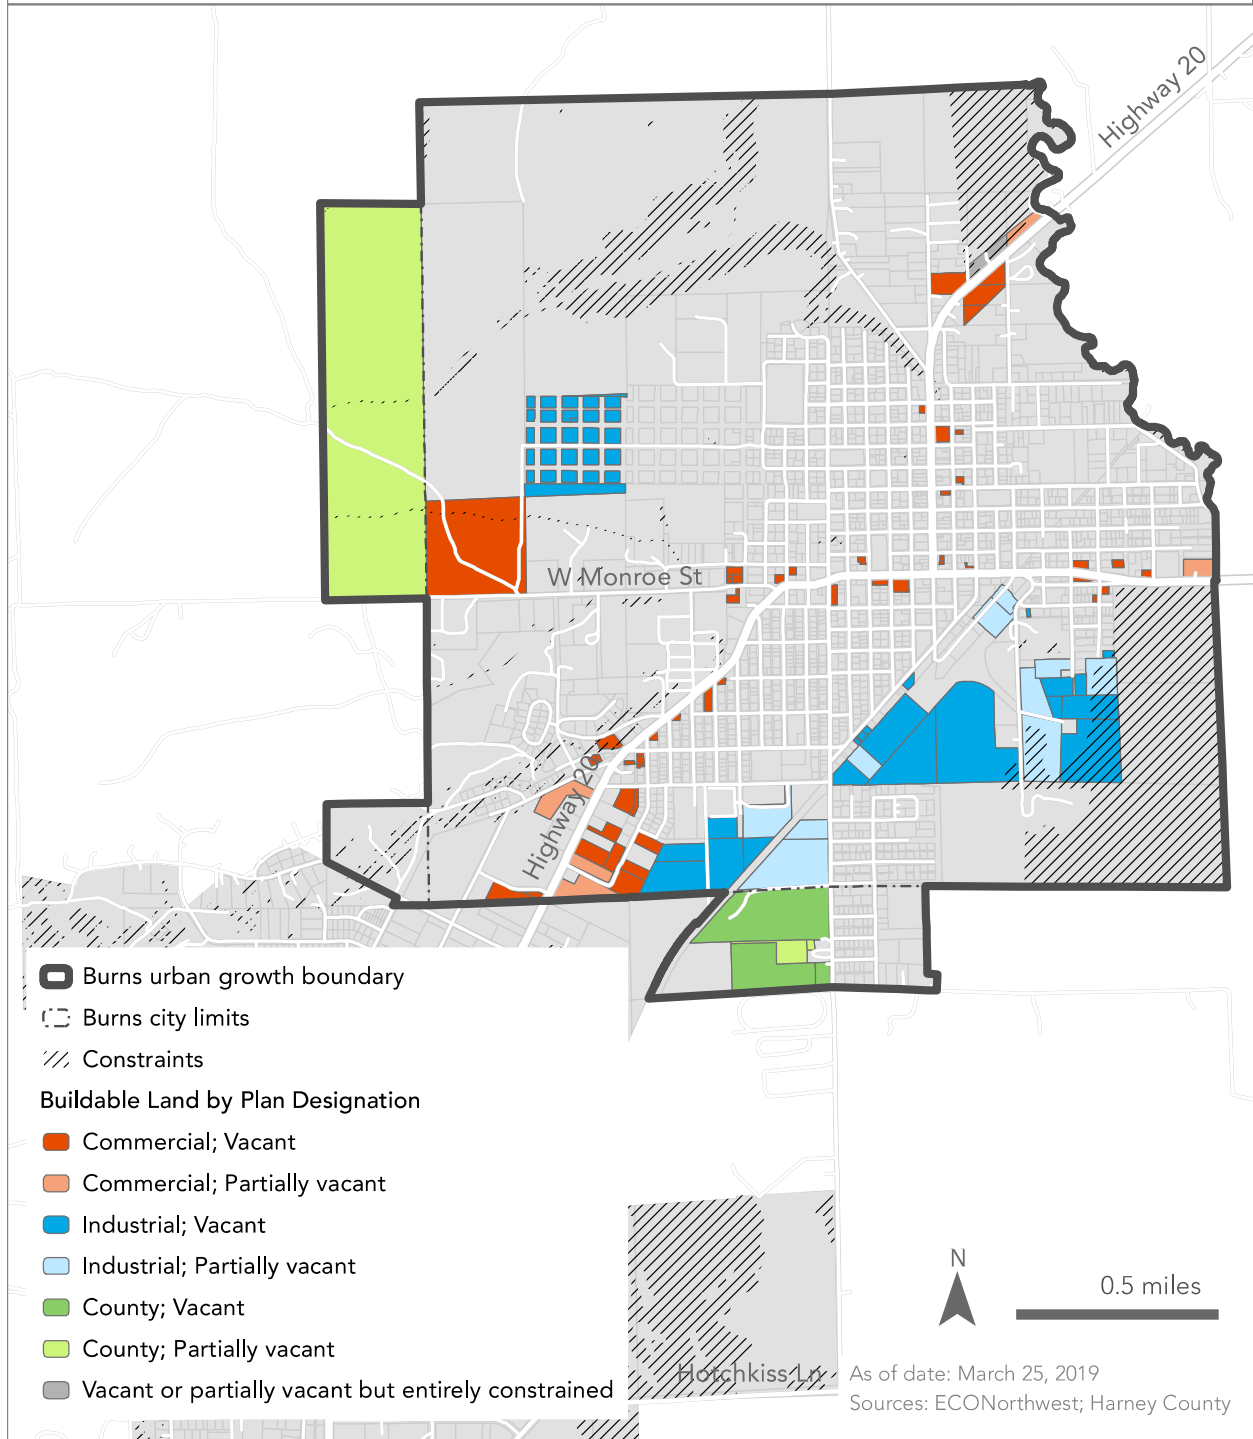 Highway 20
W Monroe St
Highway 20
Burns urban growth boundary
Burns city limits
Constraints
Buildable Land by Plan Designation
Commercial; Vacant
Commercial; Partially vacant
Industrial; Vacant
Industrial; Partially vacant
County; Vacant
County; Partially vacant
Vacant or partially vacant but entirely constrained
N
0.5 miles
Hotchkiss Ln
As of date: March 25, 2019
Sources: ECONorthwest; Harney County